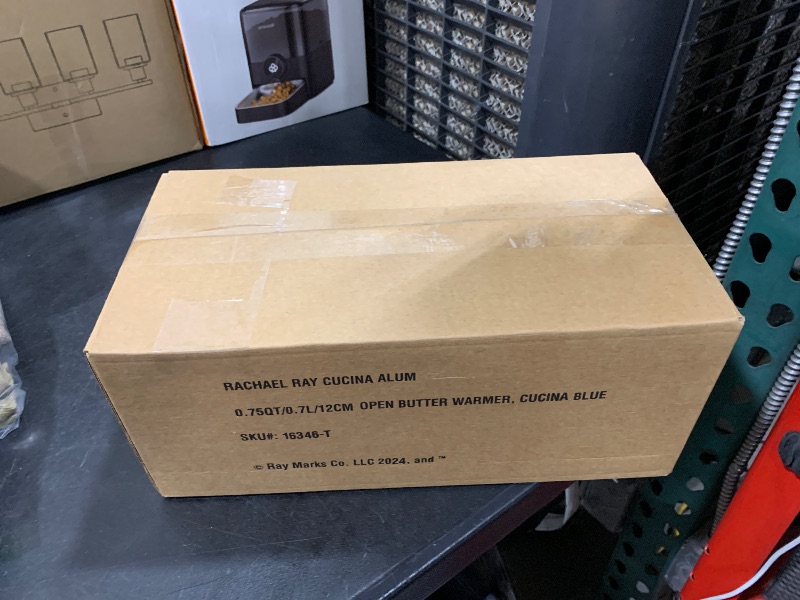 RACHAEL RAY CUCINA ALUM
0.75QT/0.7L/12CM OPEN BUTTER WARMER, CUCINA BLUE
SKU#: 16346-T
© Ray Marks Co. LLC 2024. and ™